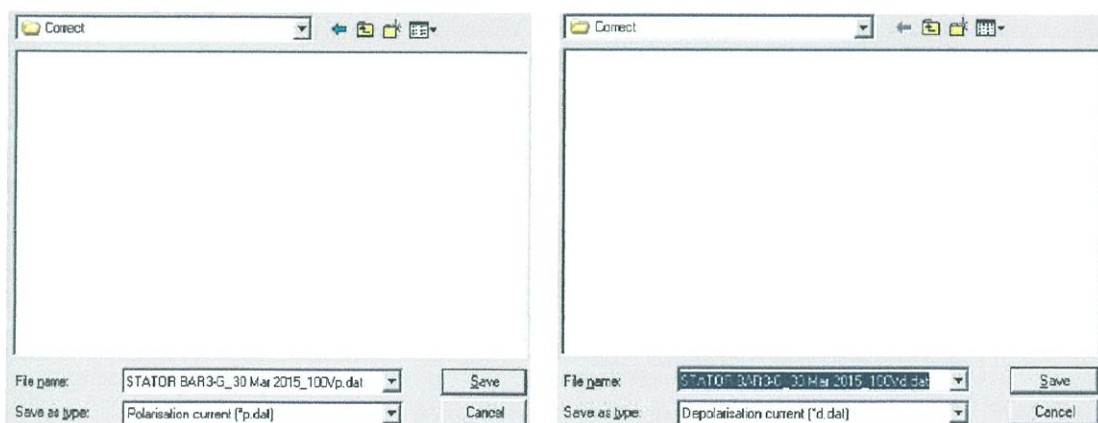 Correct
File name: STATOR BAR3-G_30 Mar 2015_100Vp.dat Save
Save as type: Polarisation current (*p.dat) Cancel
Correct
File name: STATOR BAR3-G_30 Mar 2015_100Vd.dat Save
Save as type: Depolarisation current (*d.dat) Cancel